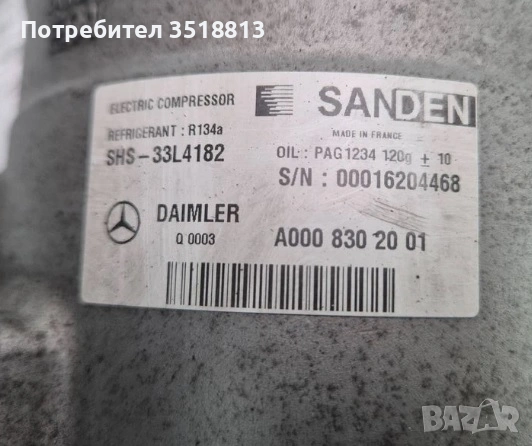 Потребител 3518813
ELECTRIC COMPRESSOR
SANDEN
REFRIGERANT : R134a
MADE IN FRANCE
SHS-33L4182
OIL : PAG1234 120g ± 10
S/N : 00016204468
DAIMLER
Q 0003
A000 830 20 01
BAZAR